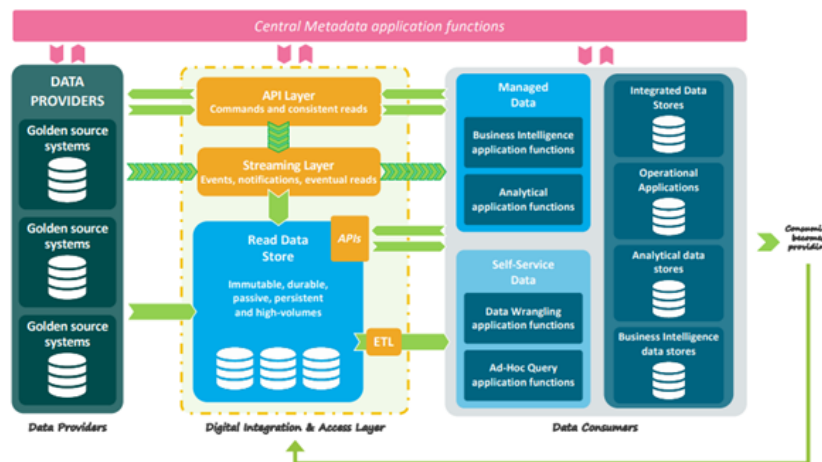 Central Metadata application functions
DATA
PROVIDERS
Golden source
systems
Golden source
systems
Golden source
systems
Data Providers
API Layer
Commands and consistent reads
Streaming Layer
Events, notifications, eventual reads
Read Data
Store
APIs
Immutable, durable,
passive, persistent
and high-volumes
ETL
Digital Integration & Access Layer
Managed
Data
Business Intelligence
application functions
Analytical
application functions
Self-Service
Data
Data Wrangling
application functions
Ad-Hoc Query
application functions
Integrated Data
Stores
Operational
Applications
Analytical data
stores
Business Intelligence
data stores
Data Consumers